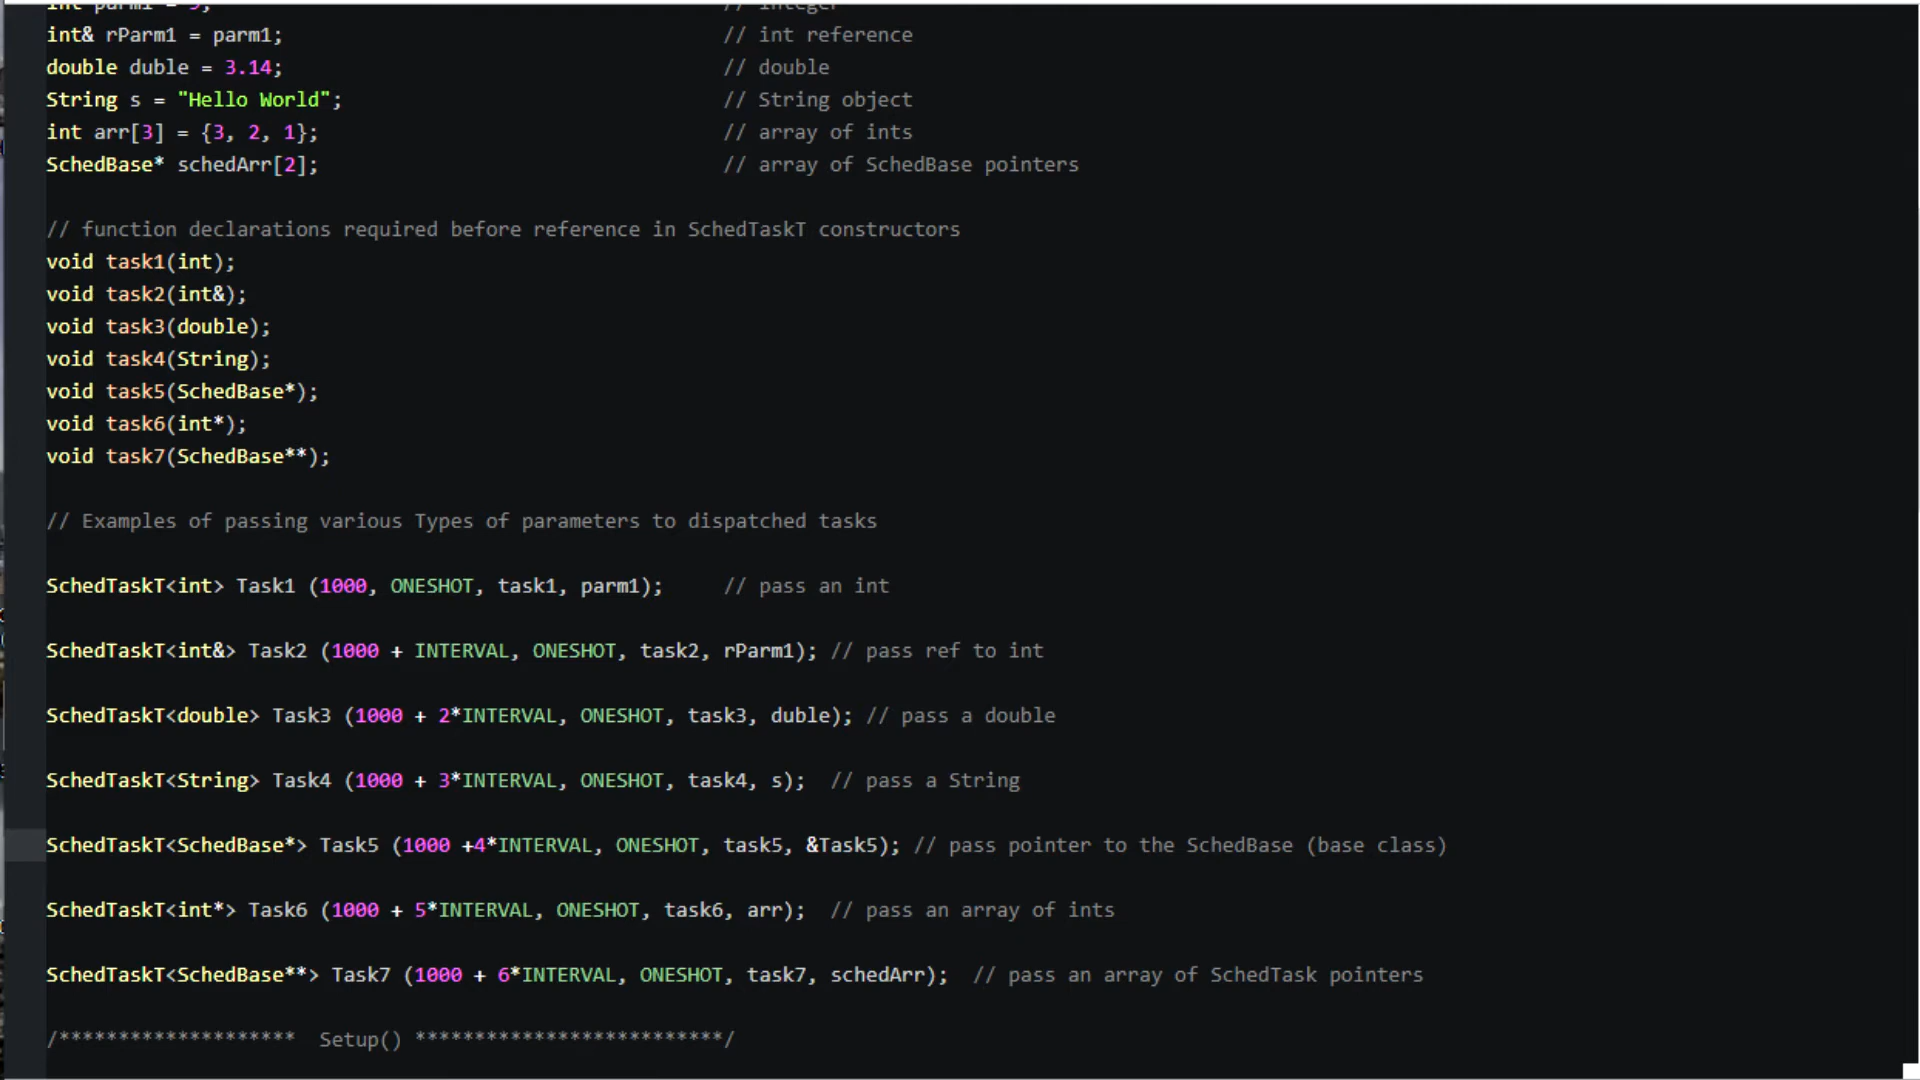 int parm1 = 5; // integer
int& rParm1 = parm1; // int reference
double duble = 3.14; // double
String s = "Hello World"; // String object
int arr[3] = {3, 2, 1}; // array of ints
SchedBase* schedArr[2]; // array of SchedBase pointers
// function declarations required before reference in SchedTaskT constructors
void task1(int);
void task2(int&);
void task3(double);
void task4(String);
void task5(SchedBase*);
void task6(int*);
void task7(SchedBase**);
// Examples of passing various Types of parameters to dispatched tasks
SchedTaskT<int> Task1 (1000, ONESHOT, task1, parm1); // pass an int
SchedTaskT<int&> Task2 (1000 + INTERVAL, ONESHOT, task2, rParm1); // pass ref to int
SchedTaskT<double> Task3 (1000 + 2*INTERVAL, ONESHOT, task3, duble); // pass a double
SchedTaskT<String> Task4 (1000 + 3*INTERVAL, ONESHOT, task4, s); // pass a String
SchedTaskT<SchedBase*> Task5 (1000 +4*INTERVAL, ONESHOT, task5, &Task5); // pass pointer to the SchedBase (base class)
SchedTaskT<int*> Task6 (1000 + 5*INTERVAL, ONESHOT, task6, arr); // pass an array of ints
SchedTaskT<SchedBase**> Task7 (1000 + 6*INTERVAL, ONESHOT, task7, schedArr); // pass an array of SchedTask pointers
/******************** Setup() **************************/